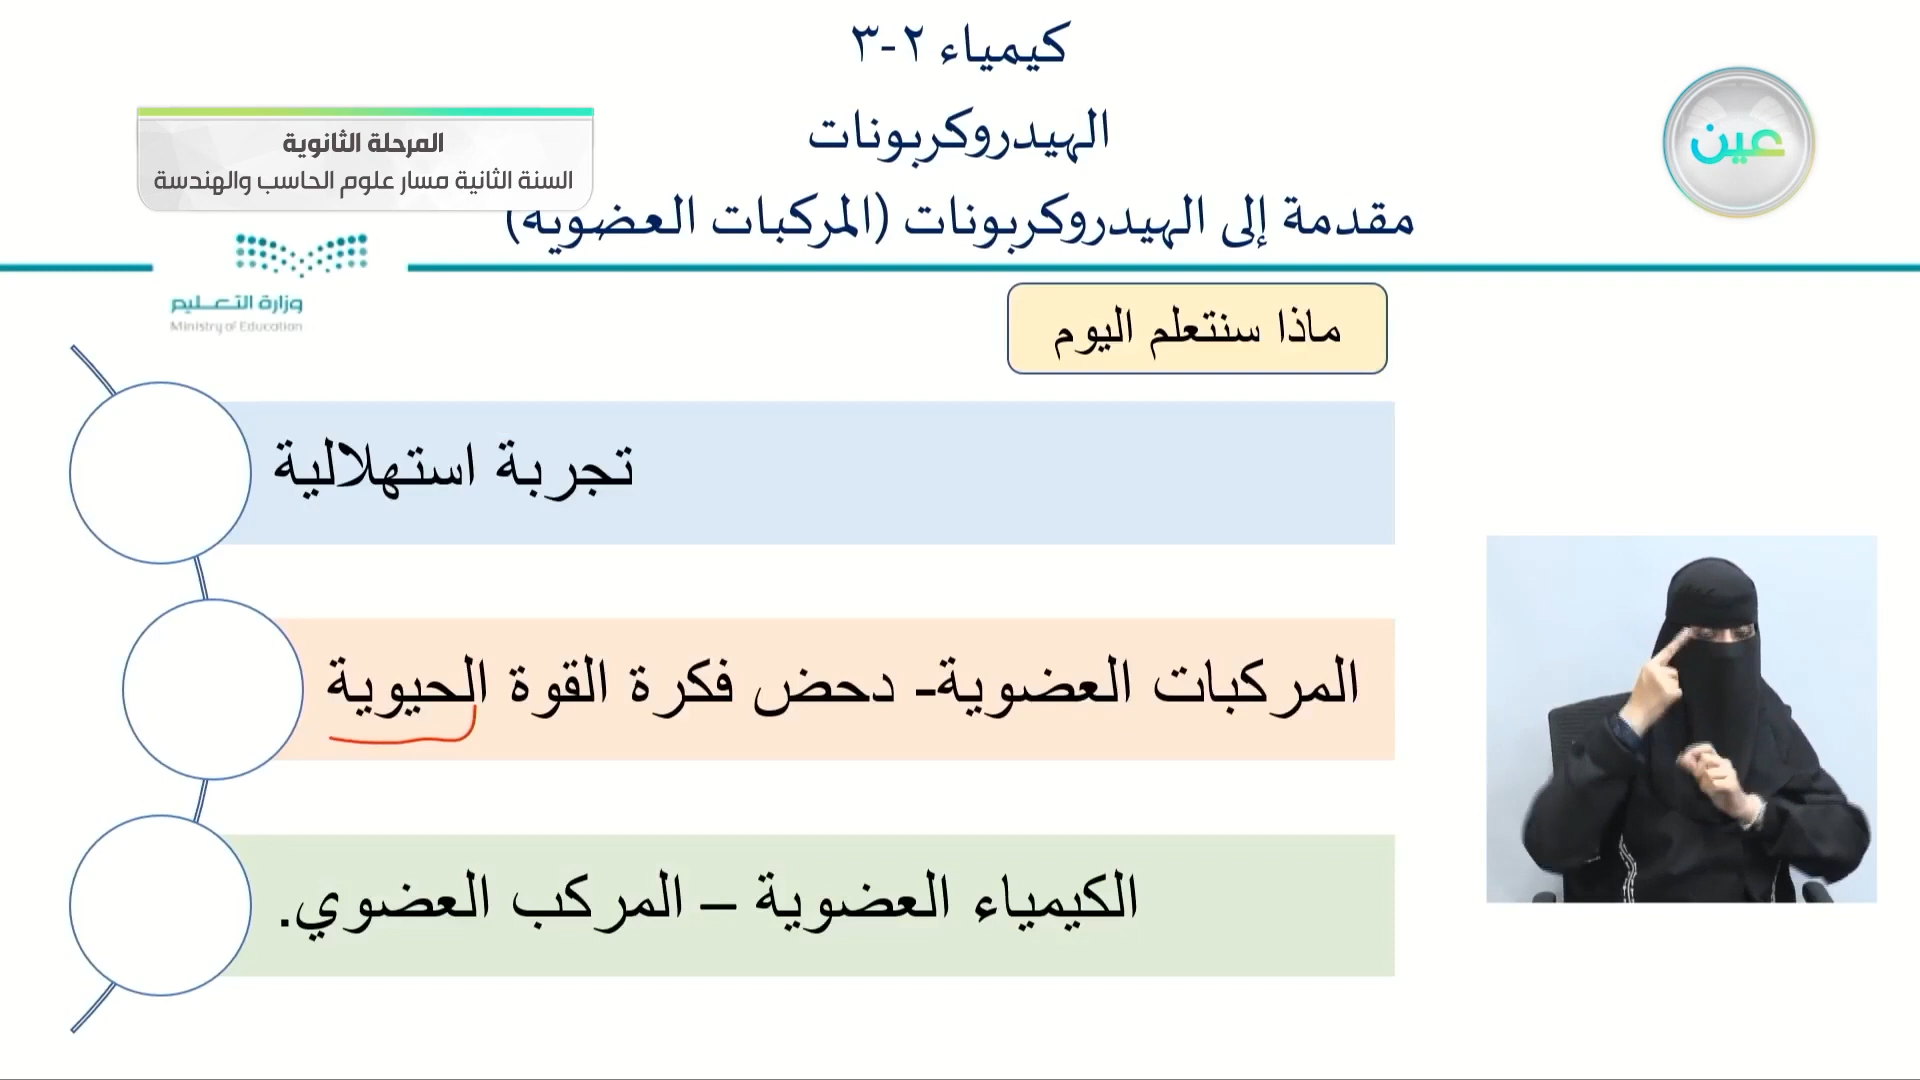 كيمياء ٢-٣
الهيدروكربونات
مقدمة إلى الهيدروكربونات (المركبات العضوية)
المرحلة الثانوية
السنة الثانية مسار علوم الحاسب والهندسة
عين
وزارة التعليم
Ministry of Education
ماذا سنتعلم اليوم
تجربة استهلالية
المركبات العضوية- دحض فكرة القوة الحيوية
الكيمياء العضوية – المركب العضوي.